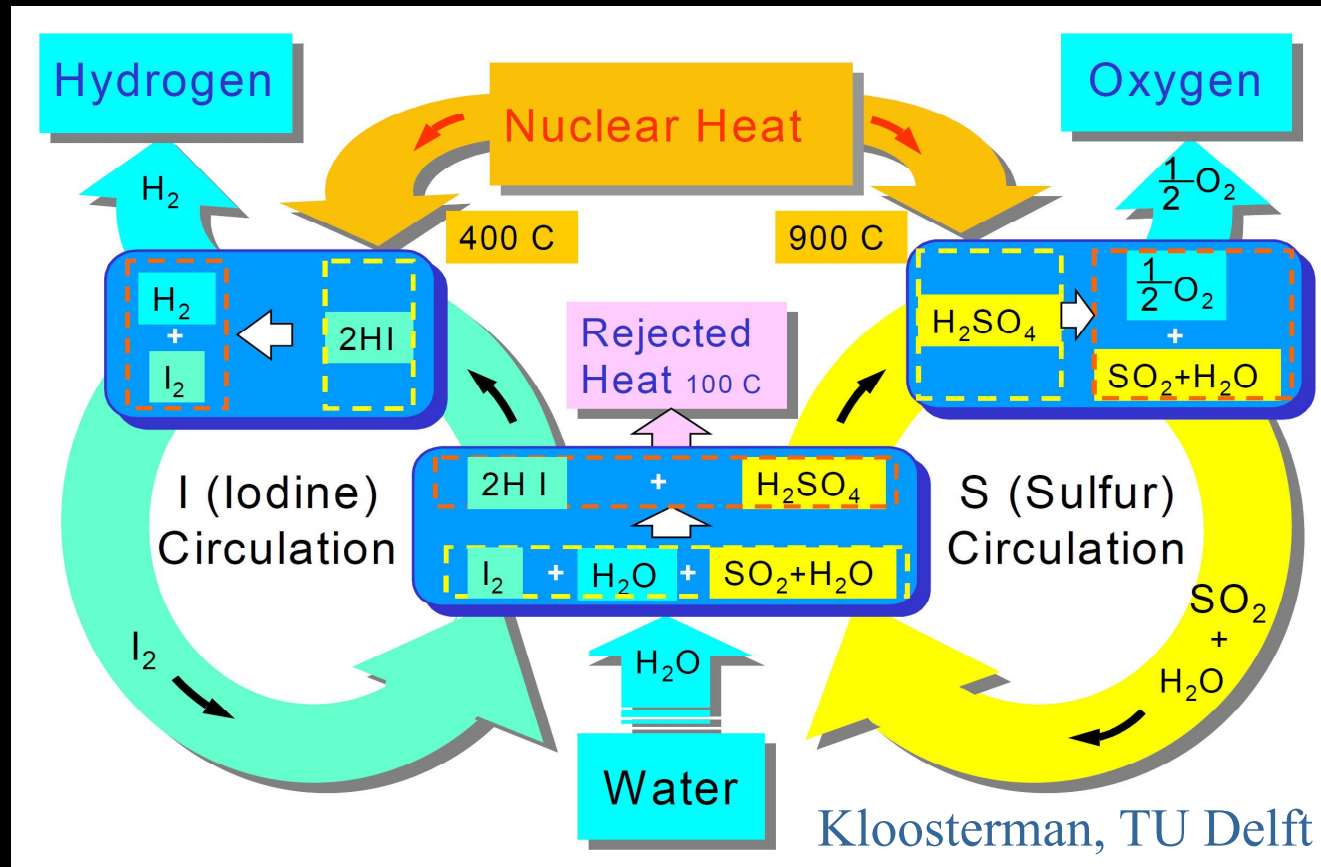 Hydrogen
Nuclear Heat
Oxygen
H₂
½O₂
400 C
900 C
H₂
+
I₂
2HI
H₂SO₄
½O₂
+
SO₂+H₂O
Rejected
Heat 100 C
2H I + H₂SO₄
I₂ + H₂O + SO₂+H₂O
I (Iodine)
Circulation
S (Sulfur)
Circulation
I₂
H₂O
SO₂
+
H₂O
Water
Kloosterman, TU Delft